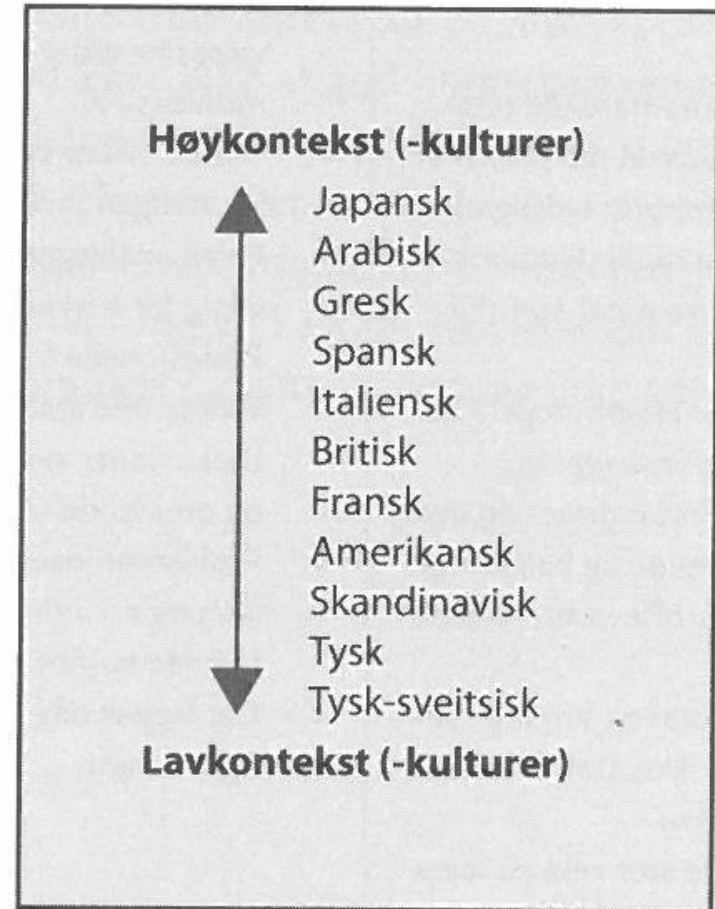 Høykontekst (-kulturer)
Japansk
Arabisk
Gresk
Spansk
Italiensk
Britisk
Fransk
Amerikansk
Skandinavisk
Tysk
Tysk-sveitsisk
Lavkontekst (-kulturer)